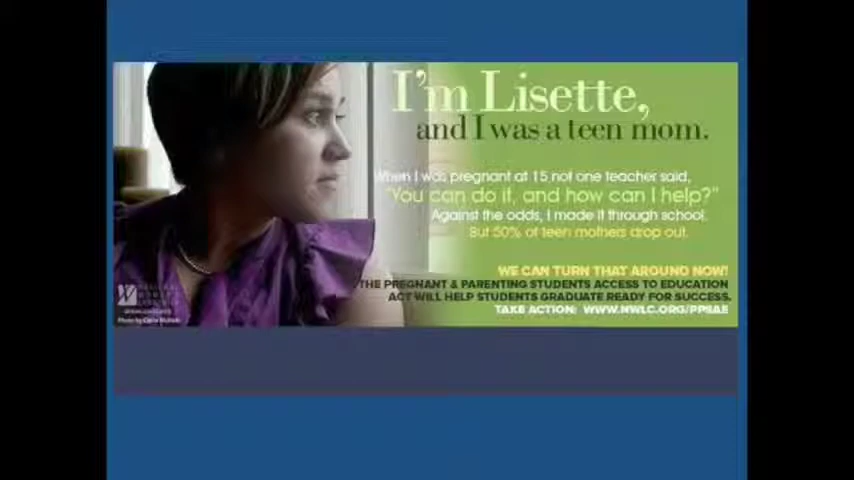 I'm Lisette,
and I was a teen mom.
When I was pregnant at 15 not one teacher said,
"You can do it, and how can I help?"
Against the odds, I made it through school.
But 50% of teen mothers drop out.
WE CAN TURN THAT AROUND NOW!
THE PREGNANT & PARENTING STUDENTS ACCESS TO EDUCATION
ACT WILL HELP STUDENTS GRADUATE READY FOR SUCCESS.
TAKE ACTION: WWW.NWLC.ORG/PPSAE
W
Photo by